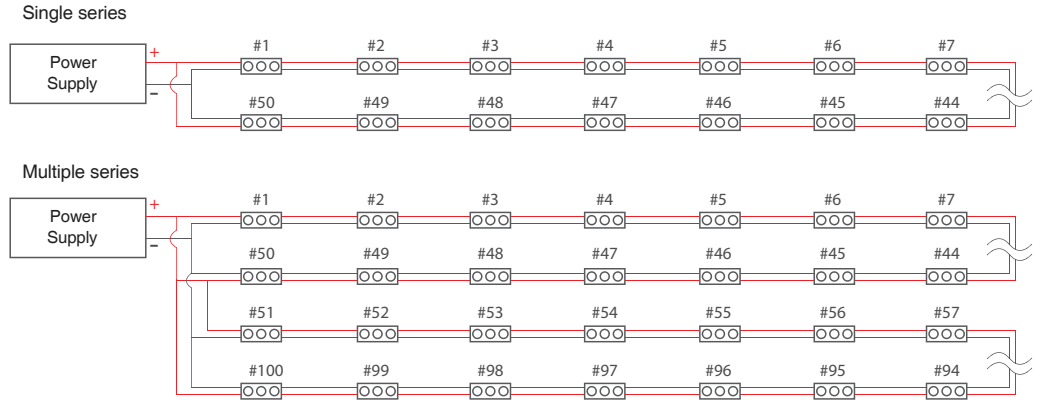 Single series
Power
Supply
+
-
#1 #2 #3 #4 #5 #6 #7
#50 #49 #48 #47 #46 #45 #44
Multiple series
Power
Supply
+
-
#1 #2 #3 #4 #5 #6 #7
#50 #49 #48 #47 #46 #45 #44
#51 #52 #53 #54 #55 #56 #57
#100 #99 #98 #97 #96 #95 #94